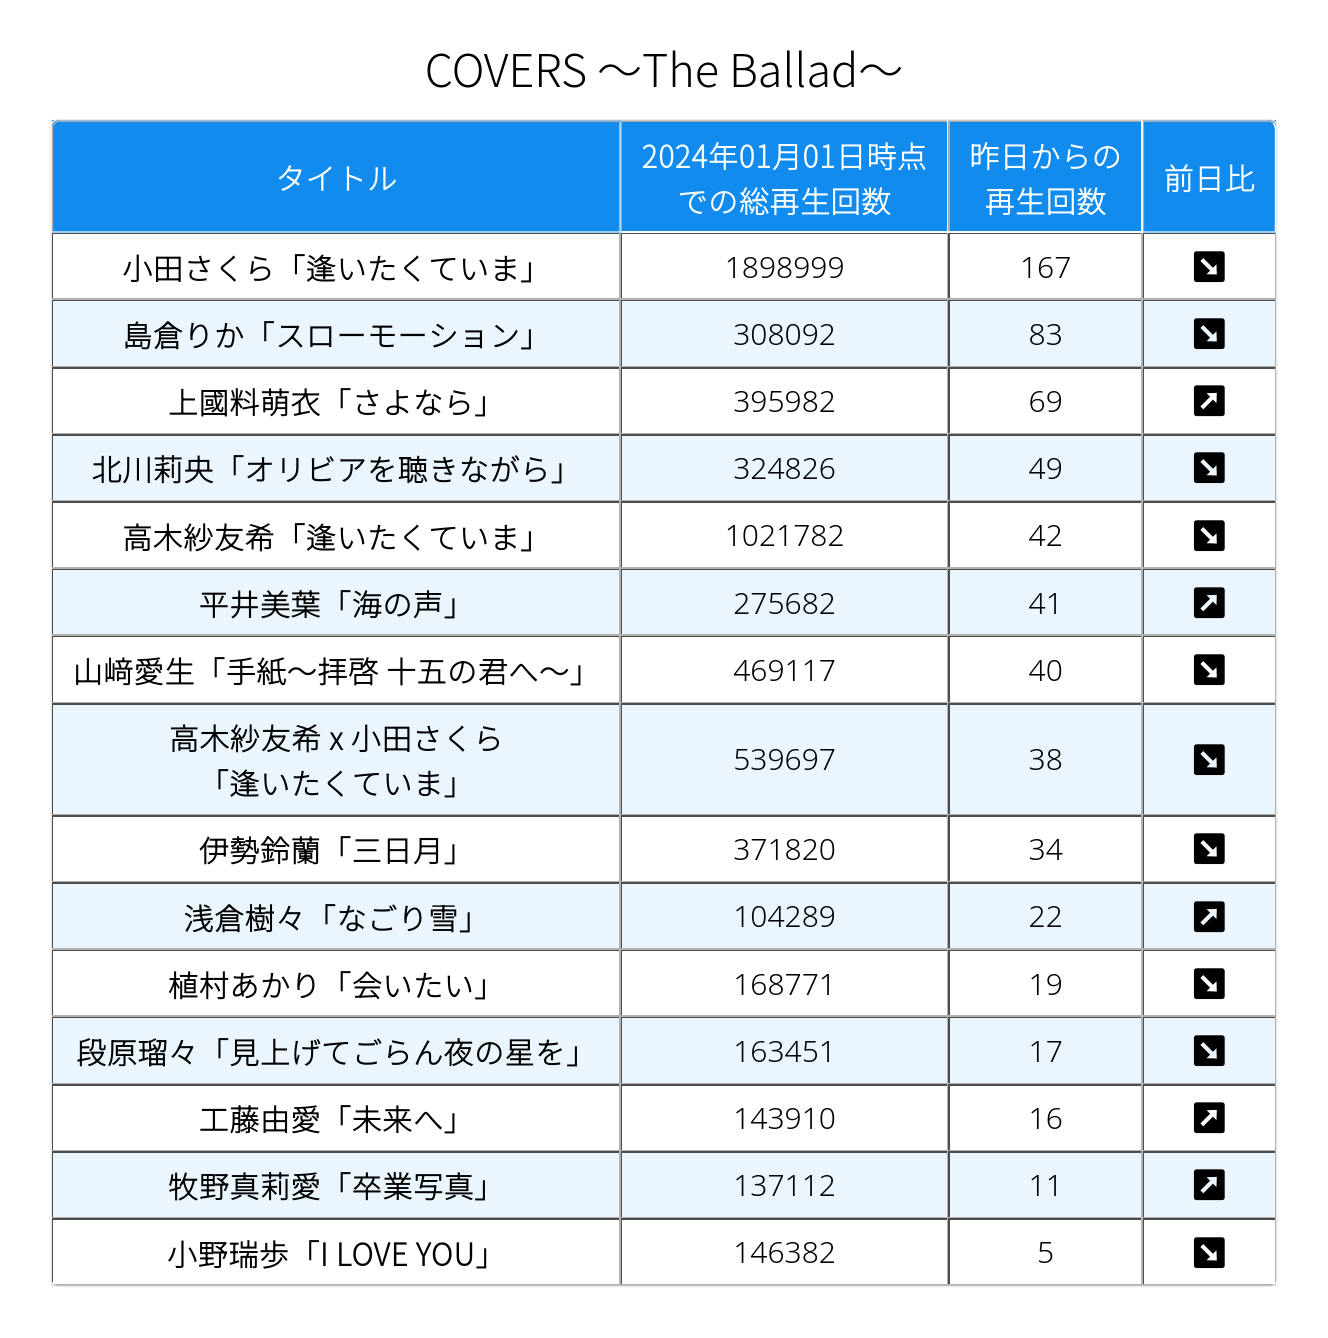 COVERS ～The Ballad～
タイトル
2024年01月01日時点
での総再生回数
昨日からの
再生回数
前日比
小田さくら「逢いたくていま」 1898999 167
島倉りか「スローモーション」 308092 83
上國料萌衣「さよなら」 395982 69
北川莉央「オリビアを聴きながら」 324826 49
高木紗友希「逢いたくていま」 1021782 42
平井美葉「海の声」 275682 41
山﨑愛生「手紙～拝啓 十五の君へ～」 469117 40
高木紗友希 x 小田さくら
「逢いたくていま」 539697 38
伊勢鈴蘭「三日月」 371820 34
浅倉樹々「なごり雪」 104289 22
植村あかり「会いたい」 168771 19
段原瑠々「見上げてごらん夜の星を」 163451 17
工藤由愛「未来へ」 143910 16
牧野真莉愛「卒業写真」 137112 11
小野瑞歩「I LOVE YOU」 146382 5